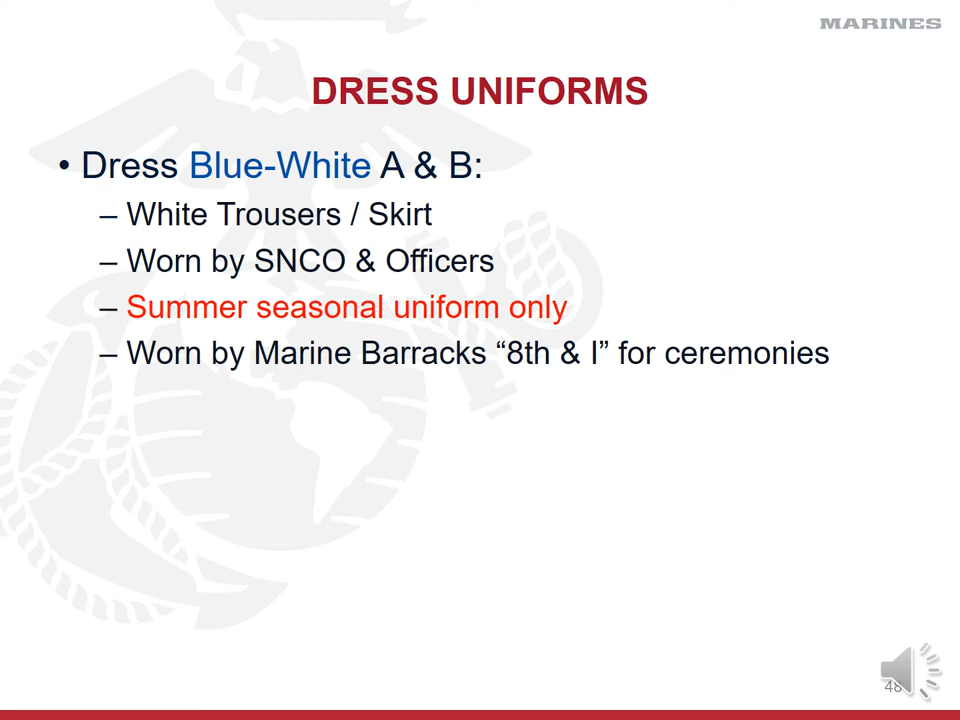 MARINES
DRESS UNIFORMS
• Dress Blue-White A & B:
– White Trousers / Skirt
– Worn by SNCO & Officers
– Summer seasonal uniform only
– Worn by Marine Barracks “8th & I” for ceremonies
48